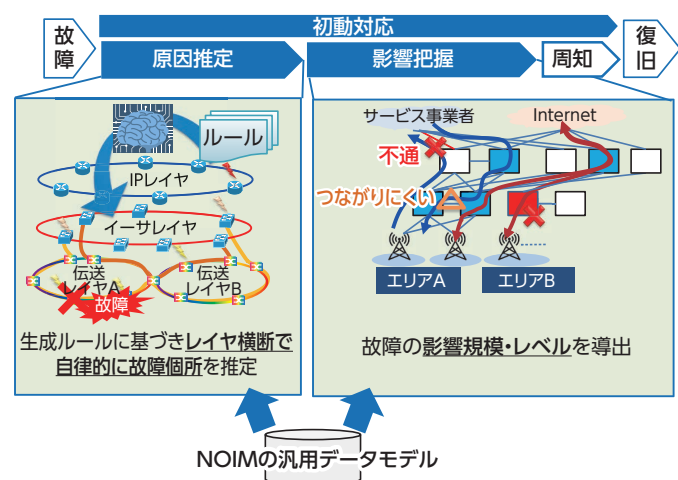 初動対応
故障
原因推定
影響把握
周知
復旧
ルール
IPレイヤ
イーサレイヤ
伝送
レイヤA
伝送
レイヤB
故障
生成ルールに基づきレイヤ横断で
自律的に故障個所を推定
サービス事業者
Internet
不通
つながりにくい
エリアA
エリアB
故障の影響規模・レベルを導出
NOIMの汎用データモデル